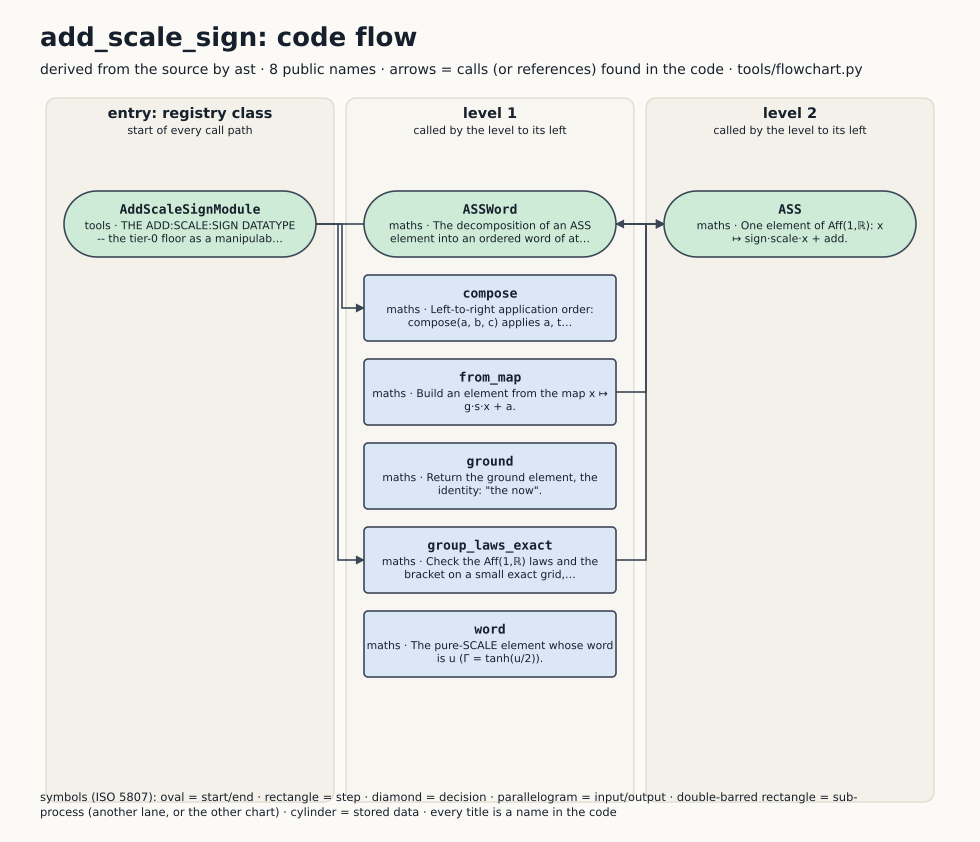 add_scale_sign: code flow
derived from the source by ast · 8 public names · arrows = calls (or references) found in the code · tools/flowchart.py
entry: registry class
start of every call path
level 1
called by the level to its left
level 2
called by the level to its left
AddScaleSignModule
tools · THE ADD:SCALE:SIGN DATATYPE
-- the tier-0 floor as a manipulab…
ASSWord
maths · The decomposition of an ASS
element into an ordered word of at…
ASS
maths · One element of Aff(1,ℝ): x
↦ sign·scale·x + add.
compose
maths · Left-to-right application order:
compose(a, b, c) applies a, t…
from_map
maths · Build an element from the map x ↦
g·s·x + a.
ground
maths · Return the ground element, the
identity: "the now".
group_laws_exact
maths · Check the Aff(1,ℝ) laws and the
bracket on a small exact grid,…
word
maths · The pure-SCALE element whose word
is u (Γ = tanh(u/2)).
symbols (ISO 5807): oval = start/end · rectangle = step · diamond = decision · parallelogram = input/output · double-barred rectangle = sub-
process (another lane, or the other chart) · cylinder = stored data · every title is a name in the code